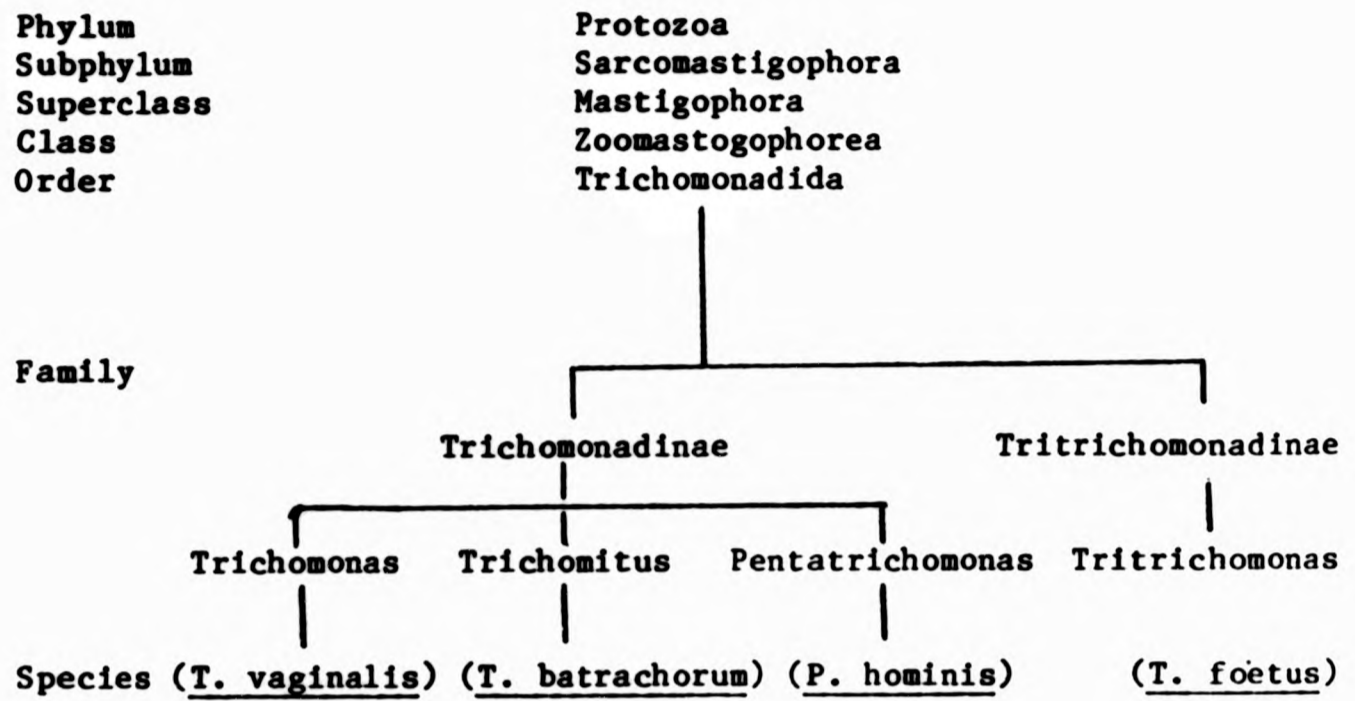 Phylum Protozoa
Subphylum Sarcomastigophora
Superclass Mastigophora
Class Zoomastogophorea
Order Trichomonadida
Family
Trichomonadinae Tritrichomonadinae
Trichomonas Trichomitus Pentatrichomonas Tritrichomonas
Species (T. vaginalis) (T. batrachorum) (P. hominis) (T. foetus)